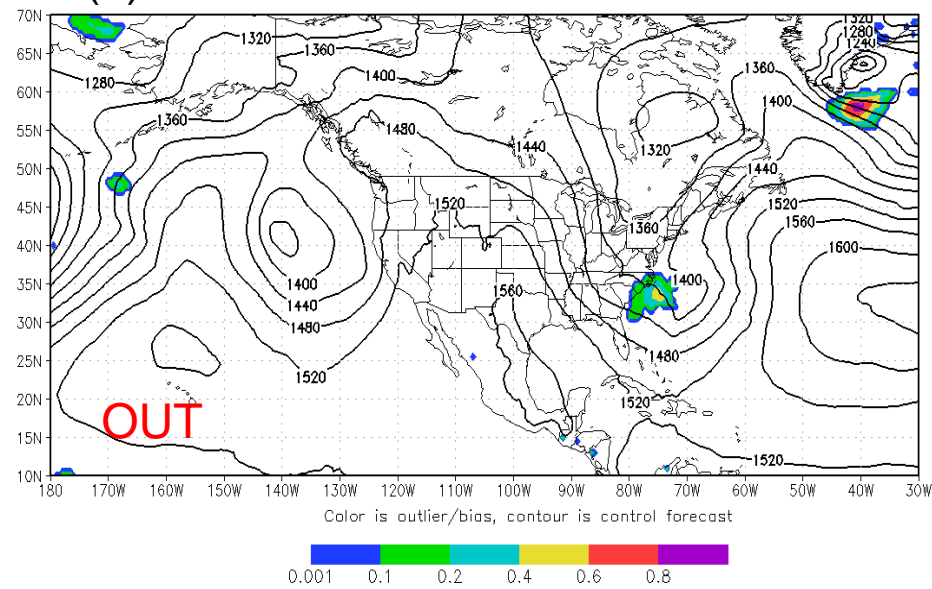 70N
65N
60N
55N
50N
45N
40N
35N
30N
25N
20N
15N
10N
1320
1360
1400
1280
1360
1480
1440
1320
1360
1400
1440
1520
1560
1600
1320
1280
1240
1520
1360
1400
1560
1400
1440
1480
1520
1480
1520
1520
OUT
180 170W 160W 150W 140W 130W 120W 110W 100W 90W 80W 70W 60W 50W 40W 30W
Color is outlier/bias, contour is control forecast
0.001 0.1 0.2 0.4 0.6 0.8